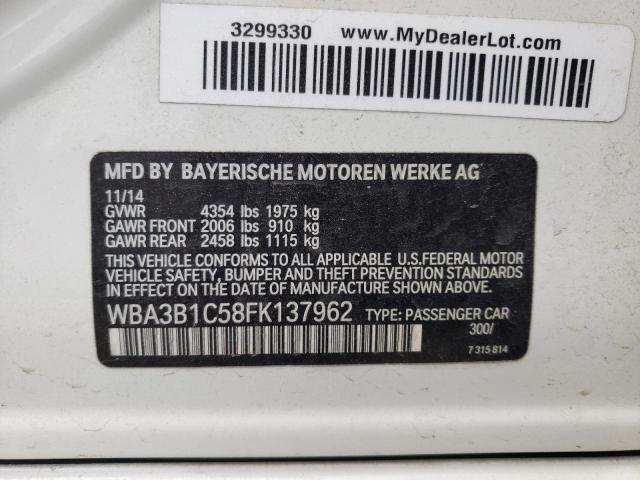 3299330 www.MyDealerLot.com
MFD BY BAYERISCHE MOTOREN WERKE AG
11/14
GVWR 4354 lbs 1975 kg
GAWR FRONT 2006 lbs 910 kg
GAWR REAR 2458 lbs 1115 kg
THIS VEHICLE CONFORMS TO ALL APPLICABLE U.S.FEDERAL MOTOR
VEHICLE SAFETY, BUMPER AND THEFT PREVENTION STANDARDS
IN EFFECT ON THE DATE OF MANUFACTURE SHOWN ABOVE.
WBA3B1C58FK137962 TYPE: PASSENGER CAR
300/
7 315 814